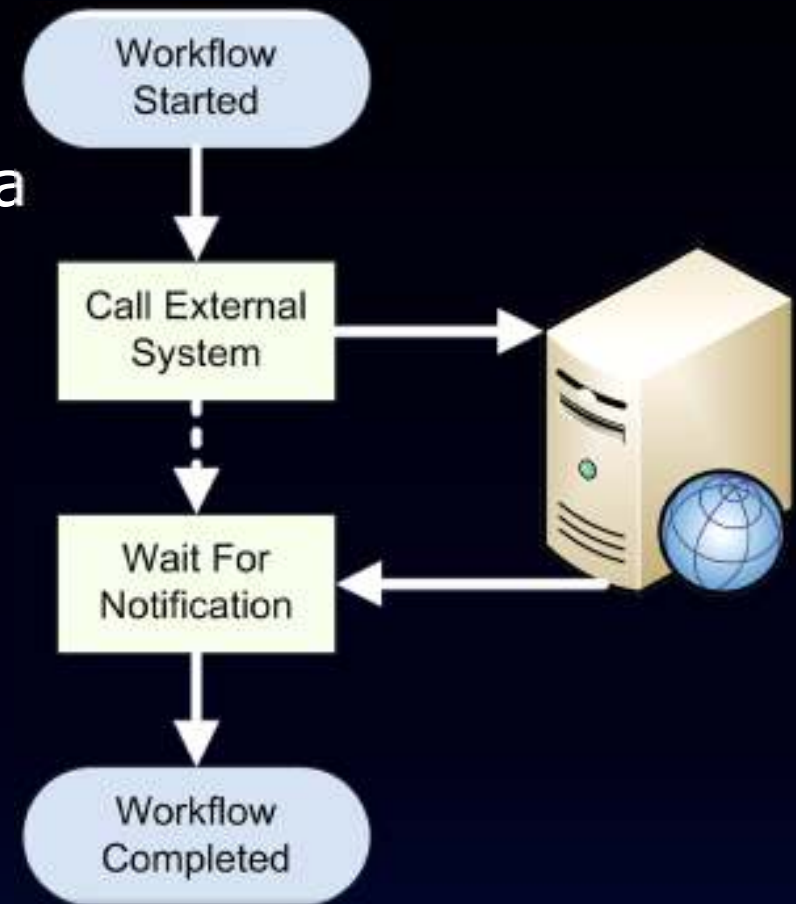 Workflow
Started
a
Call External
System
Wait For
Notification
Workflow
Completed